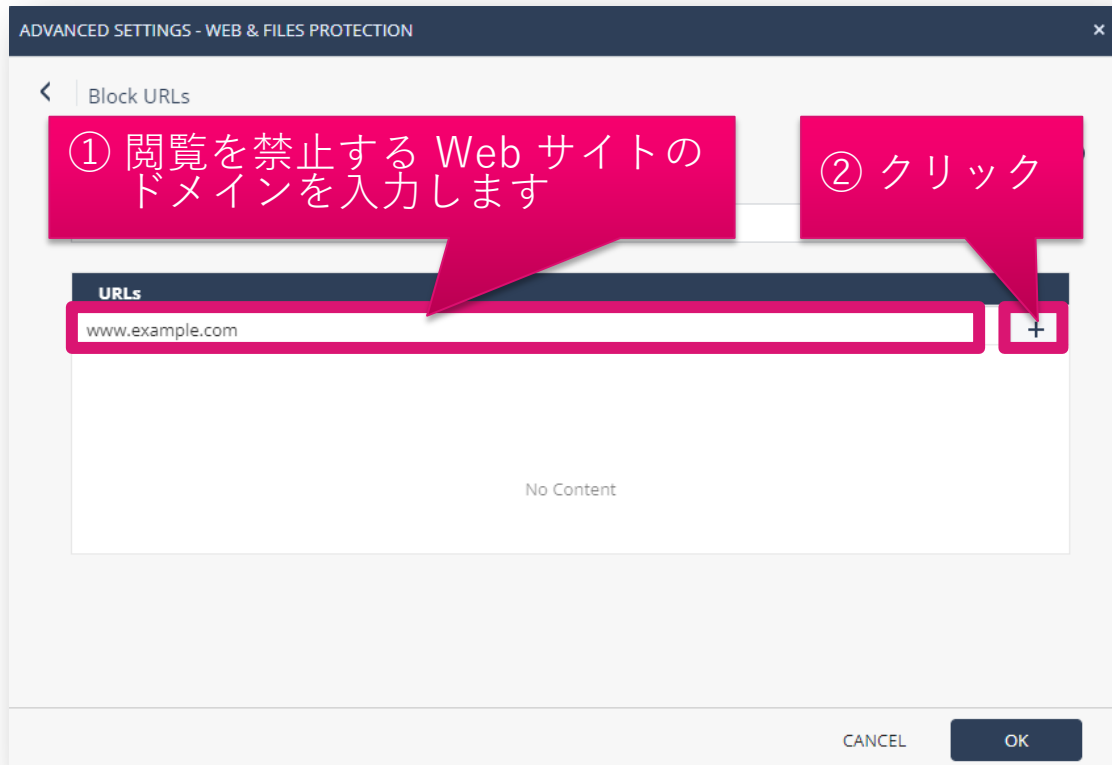 ADVANCED SETTINGS - WEB & FILES PROTECTION ×
Block URLs
① 閲覧を禁止する Web サイトの
ドメインを入力します
② クリック
URLs
www.example.com
+
No Content
CANCEL
OK